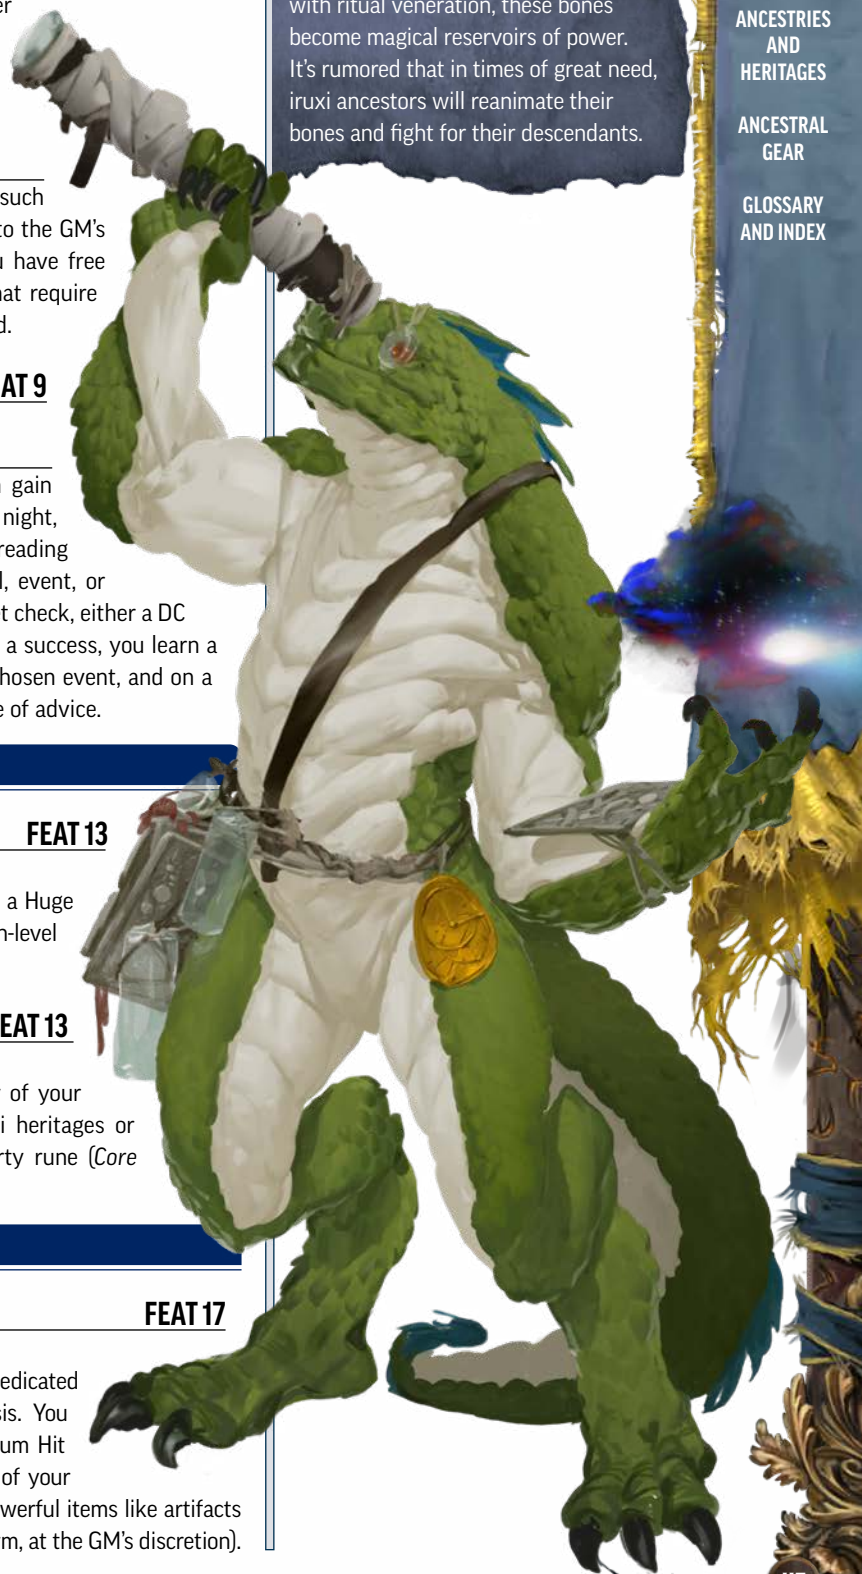 er
such
to the GM's
u have free
hat require
d.
AT 9
n gain
night,
reading
l, event, or
t check, either a DC
a success, you learn a
hosen event, and on a
e of advice.
FEAT 13
a Huge
h-level
EAT 13
of your
i heritages or
rty rune (Core
FEAT 17
edicated
sis. You
um Hit
of your
werful items like artifacts
rm, at the GM's discretion).
with ritual veneration, these bones
become magical reservoirs of power.
It's rumored that in times of great need,
iruxi ancestors will reanimate their
bones and fight for their descendants.
ANCESTRIES
AND
HERITAGES
ANCESTRAL
GEAR
GLOSSARY
AND INDEX